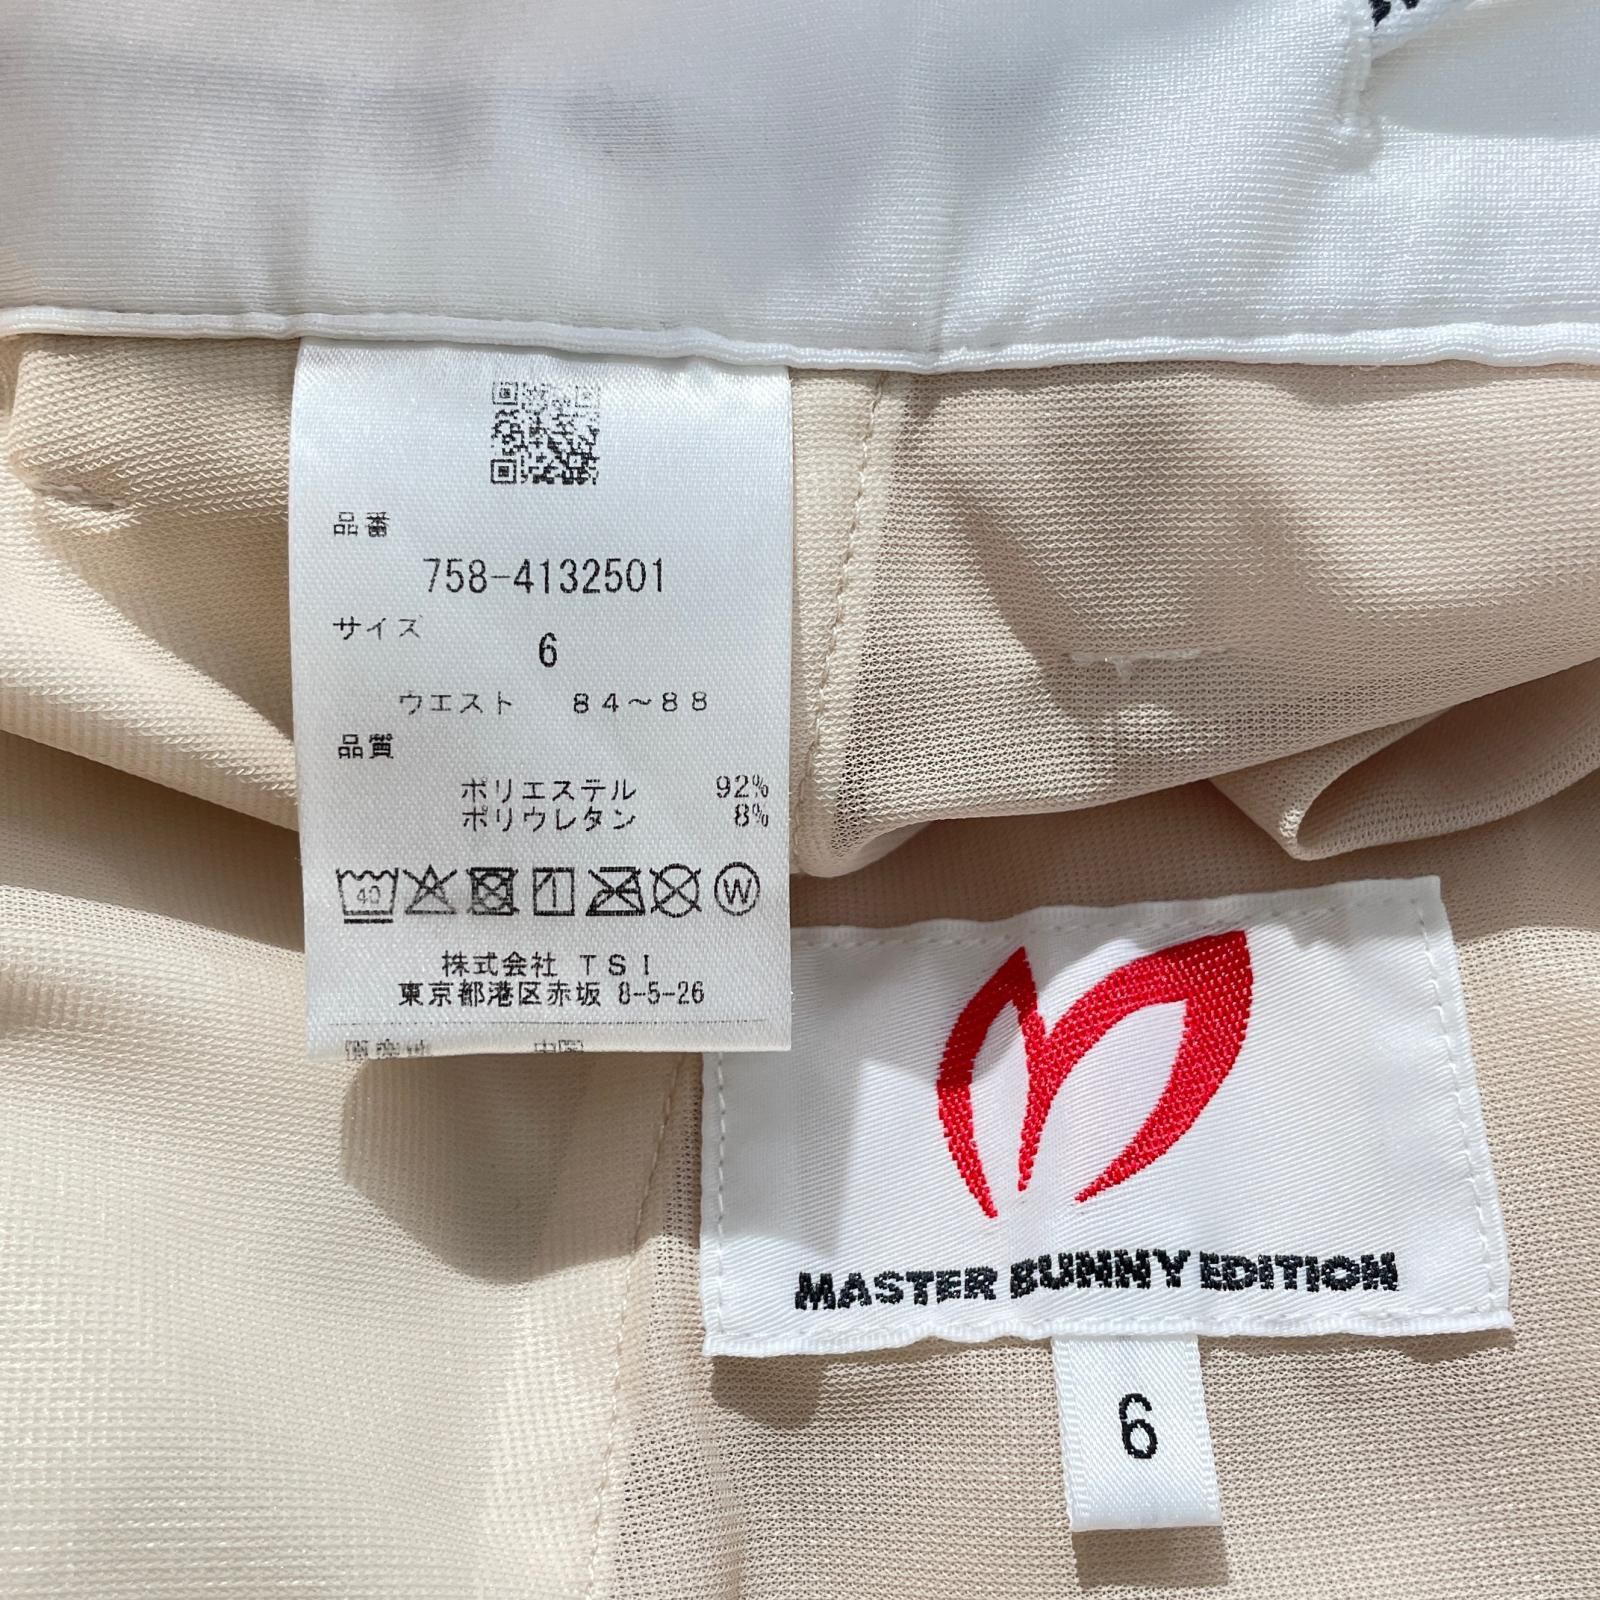 品番
758-4132501
サイズ
6
ウエスト 84～88
品質
ポリエステル 92%
ポリウレタン 8%
40
W
株式会社 TSI
東京都港区赤坂 8-5-26
MASTER BUNNY EDITION
6